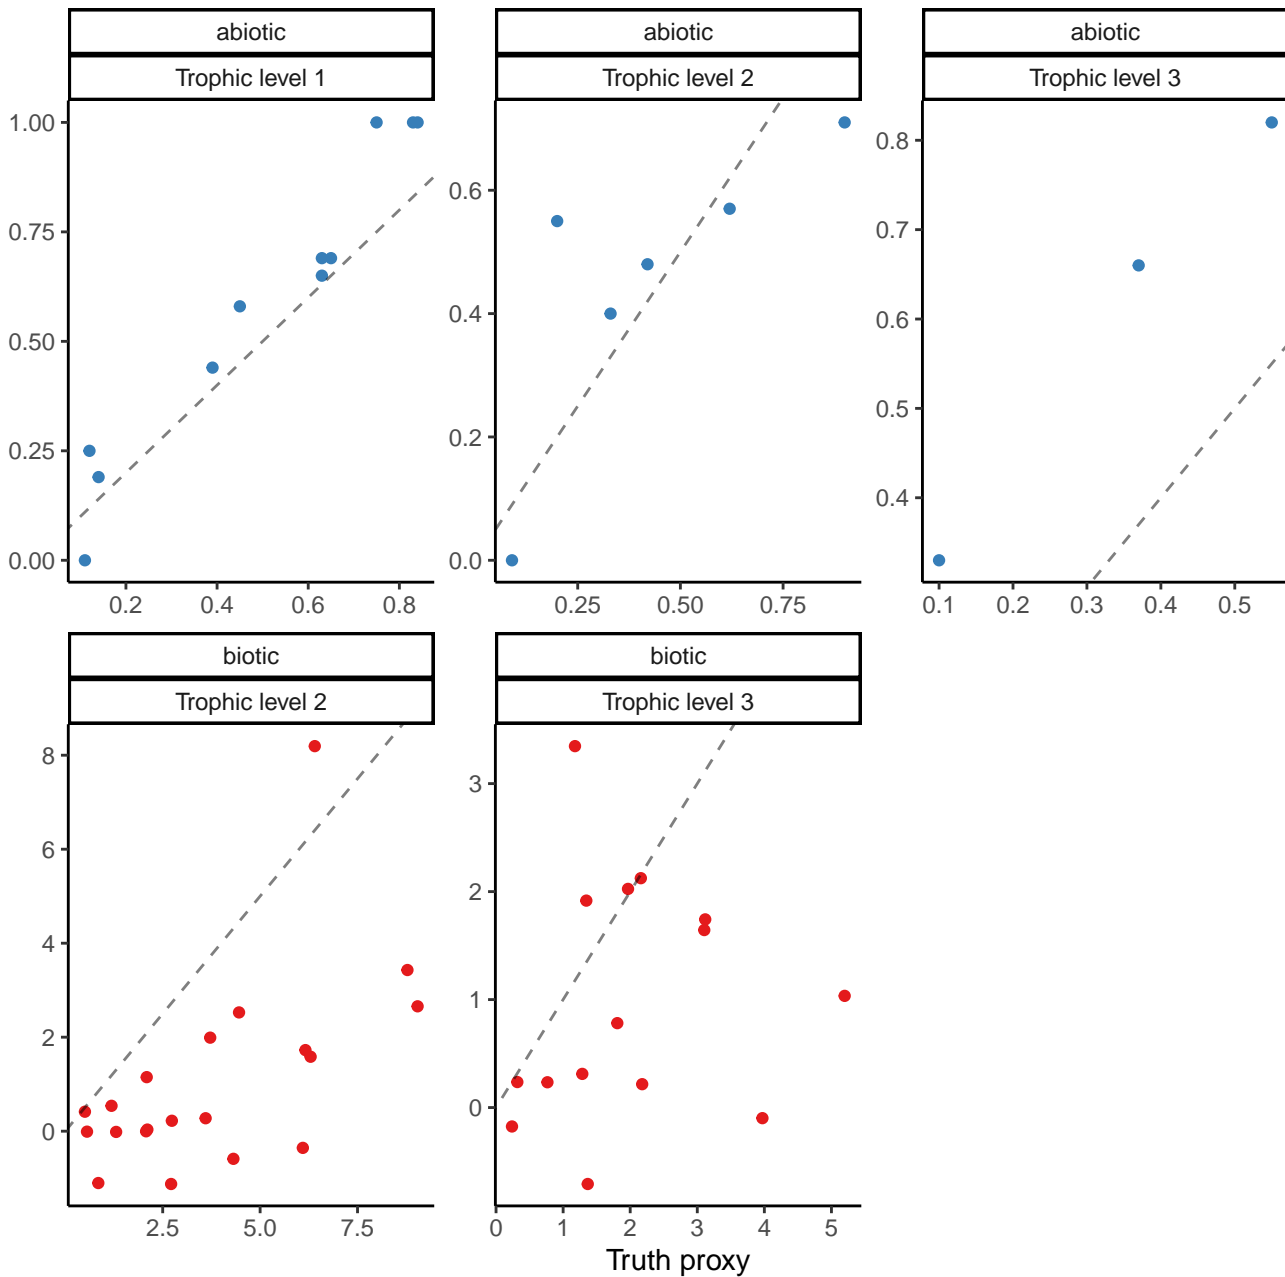 abiotic
Trophic level 1
1.00
0.75
0.50
0.25
0.00
0.2 0.4 0.6 0.8
abiotic
Trophic level 2
0.6
0.4
0.2
0.0
0.25 0.50 0.75
abiotic
Trophic level 3
0.8
0.7
0.6
0.5
0.4
0.1 0.2 0.3 0.4 0.5
biotic
Trophic level 2
8
6
4
2
0
2.5 5.0 7.5
biotic
Trophic level 3
3
2
1
0
0 1 2 3 4 5
Truth proxy